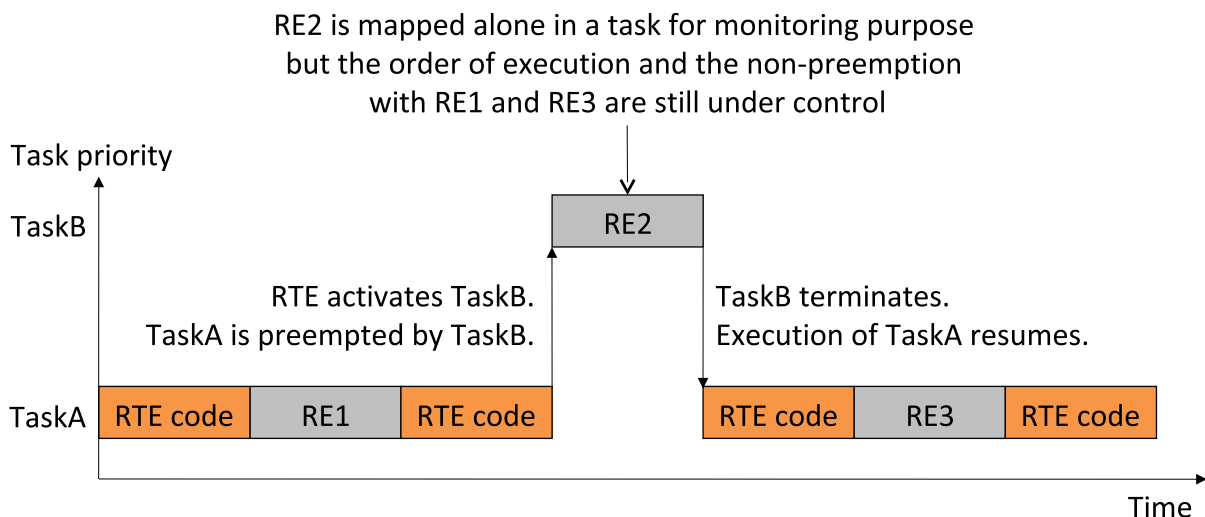 RE2 is mapped alone in a task for monitoring purpose
but the order of execution and the non-preemption
with RE1 and RE3 are still under control
Task priority
TaskB
RE2
RTE activates TaskB.
TaskA is preempted by TaskB.
TaskB terminates.
Execution of TaskA resumes.
TaskA
RTE code
RE1
RTE code
RTE code
RE3
RTE code
Time